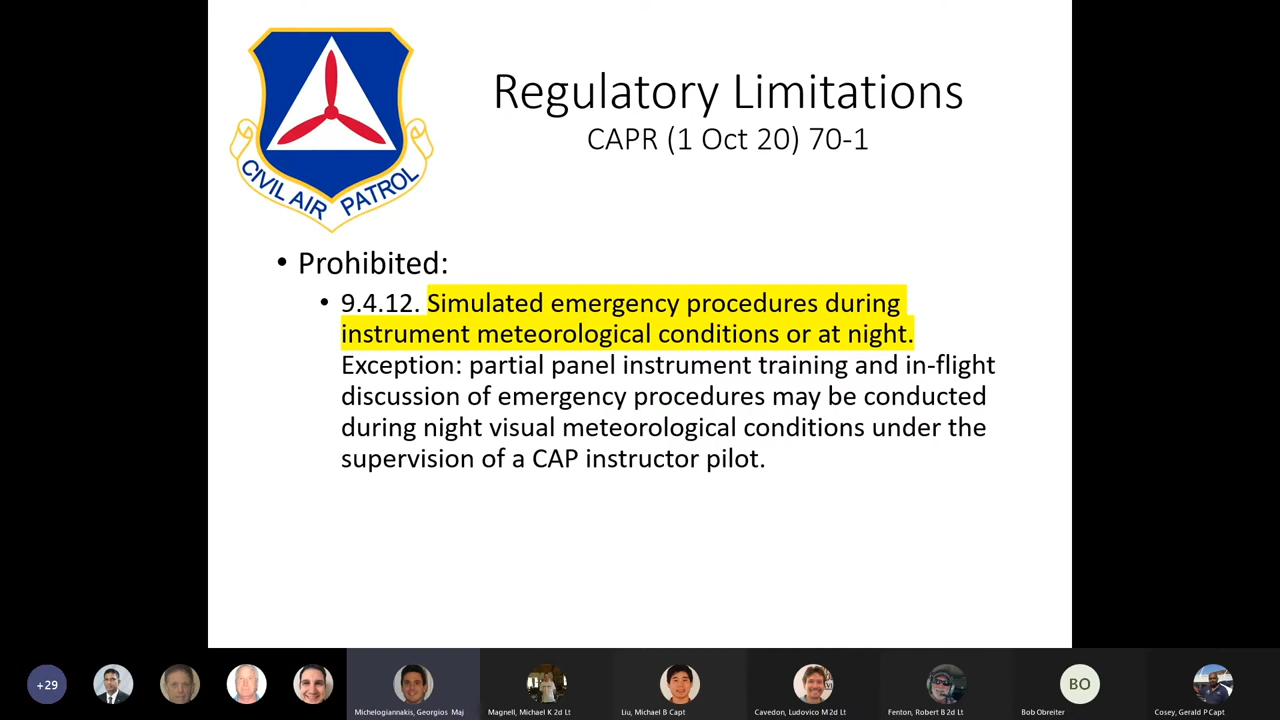 CIVIL AIR PATROL
Regulatory Limitations
CAPR (1 Oct 20) 70-1
• Prohibited:
• 9.4.12. Simulated emergency procedures during
instrument meteorological conditions or at night.
Exception: partial panel instrument training and in-flight
discussion of emergency procedures may be conducted
during night visual meteorological conditions under the
supervision of a CAP instructor pilot.
+29
BO
Michelogiannakis, Georgios Maj
Magnell, Michael K 2d Lt
Liu, Michael B Capt
Cavedon, Ludovico M 2d Lt
Fenton, Robert B 2d Lt
Bob Obreiter
Cosey, Gerald P Capt